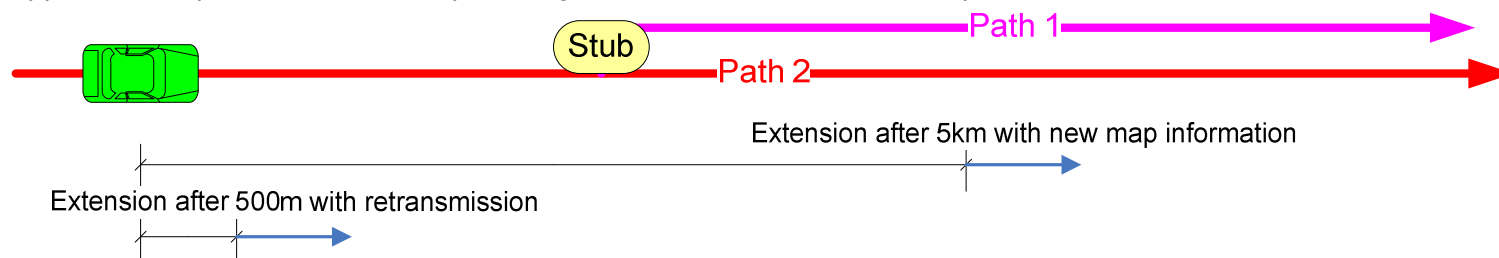 Path 1
Stub
Path 2
Extension after 5km with new map information
Extension after 500m with retransmission